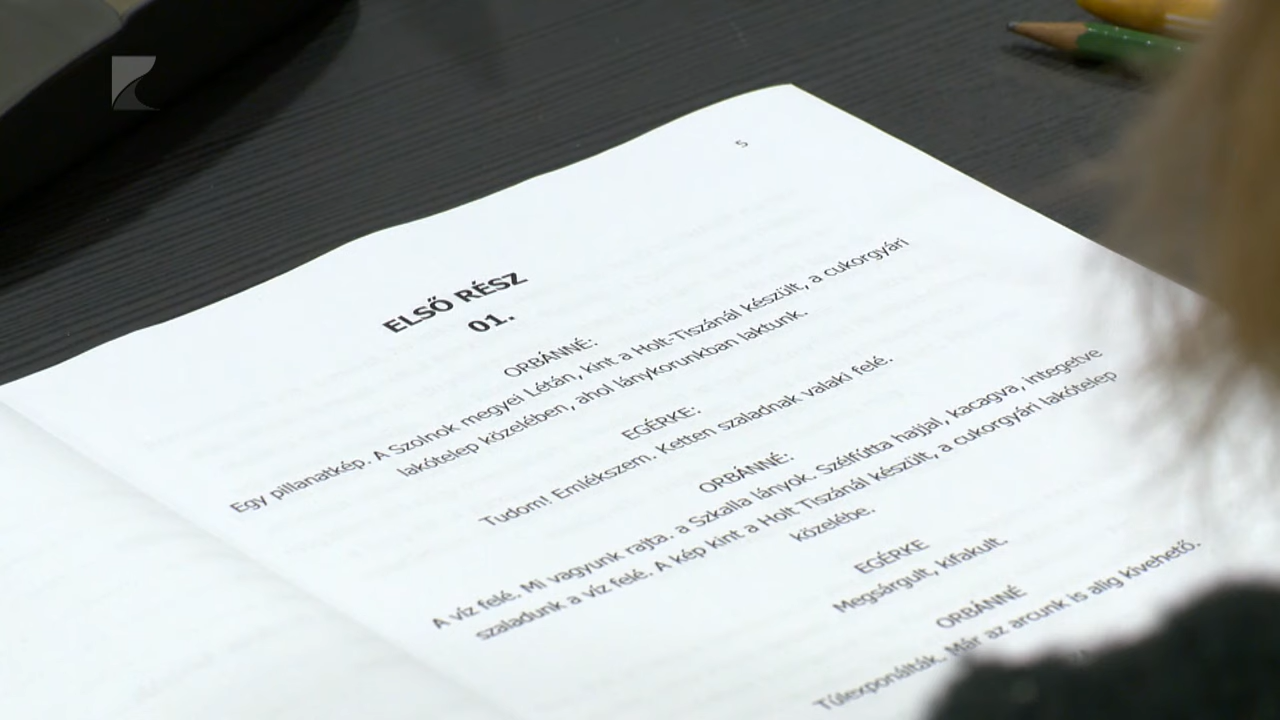 5
ELSŐ RÉSZ
01.
ORBÁNNÉ:
Egy pillanatkép. A Szolnok megyei Létán, kint a Holt-Tiszánál készült, a cukorgyári
lakótelep közelében, ahol lánykorunkban laktunk.
EGÉRKE:
Tudom! Emlékszem. Ketten szaladnak valaki felé.
ORBÁNNÉ:
A víz felé. Mi vagyunk rajta. a Szkalla lányok. Szélfútta hajjal, kacagva, integetve
szaladunk a víz felé. A kép kint a Holt Tiszánál készült, a cukorgyári lakótelep
közelébe.
EGÉRKE
Megsárgult, kifakult.
ORBÁNNÉ
Túlexponálták. Már az arcunk is alig kivehető.